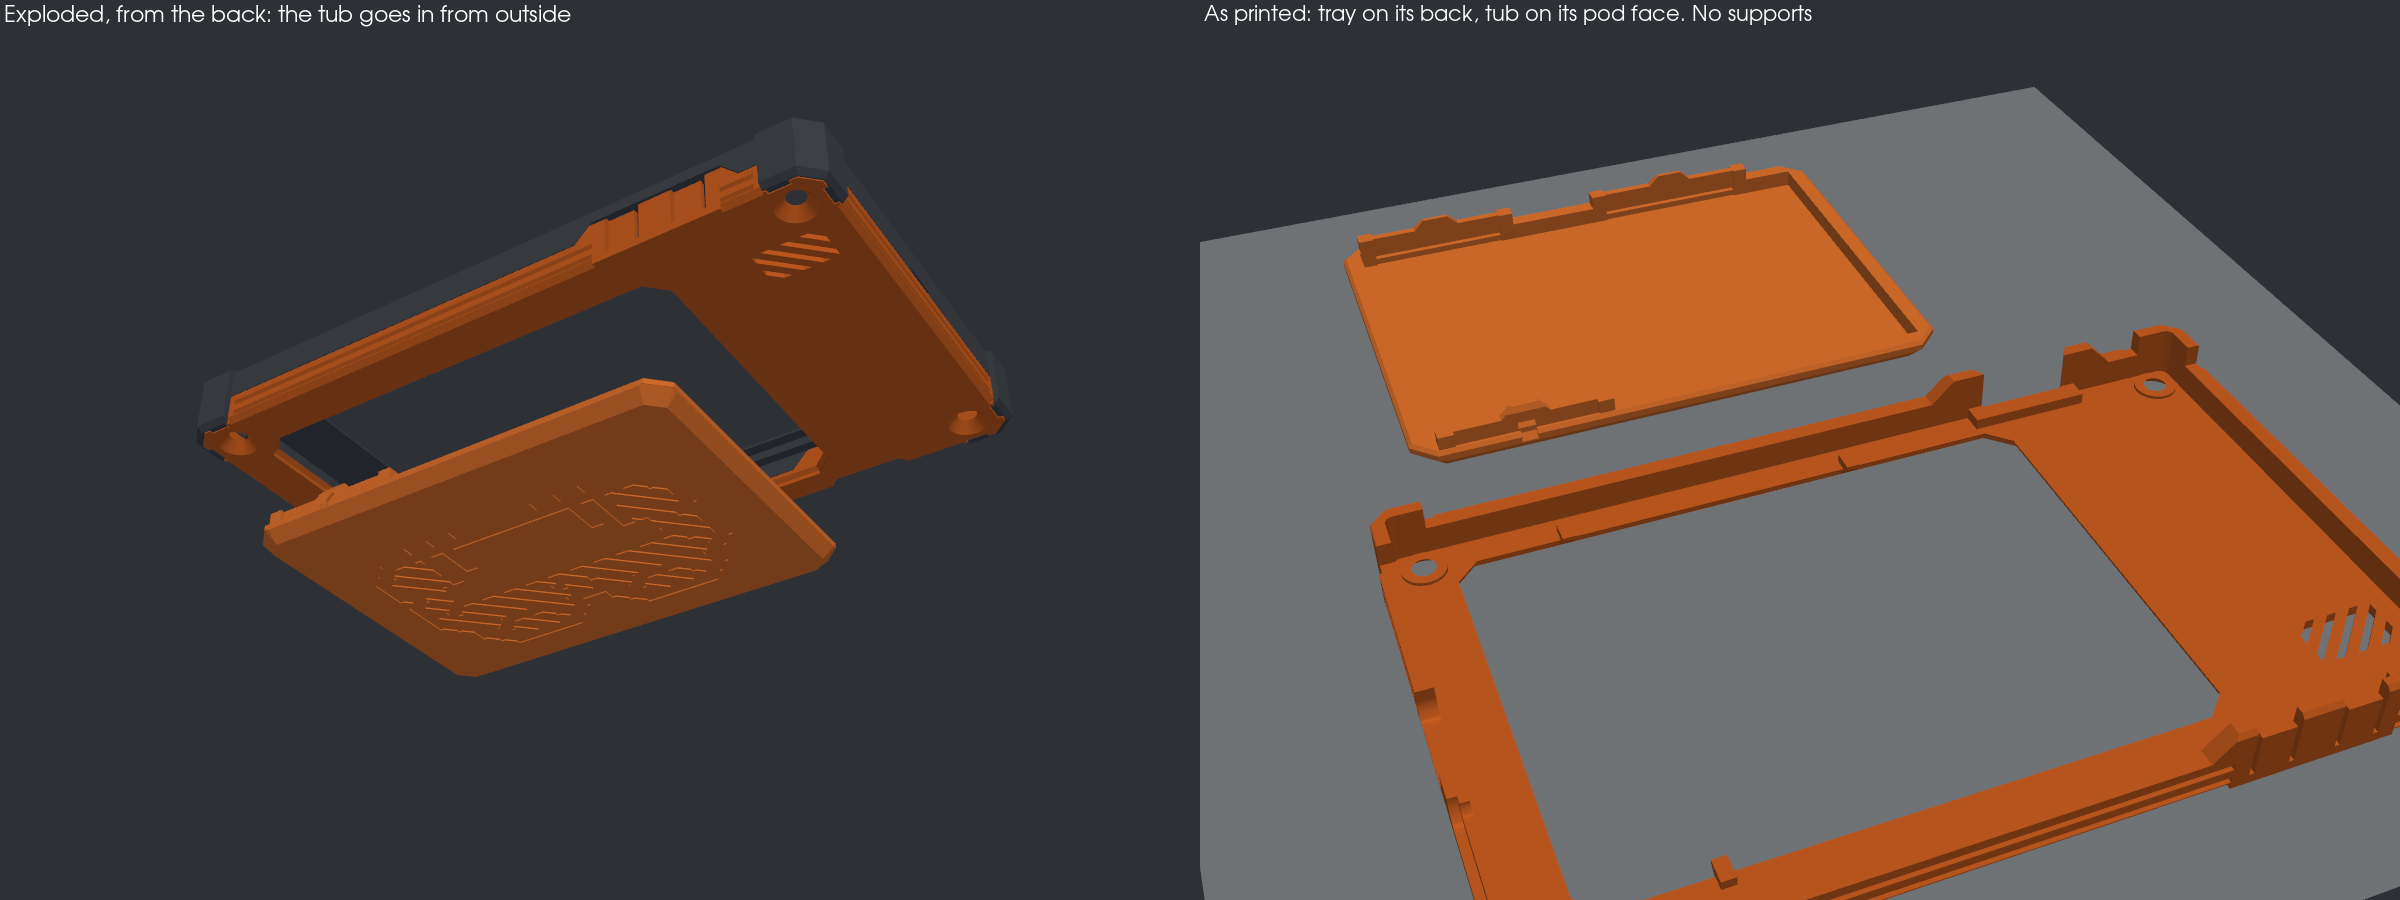 Exploded, from the back: the tub goes in from outside
As printed: tray on its back, tub on its pod face. No supports